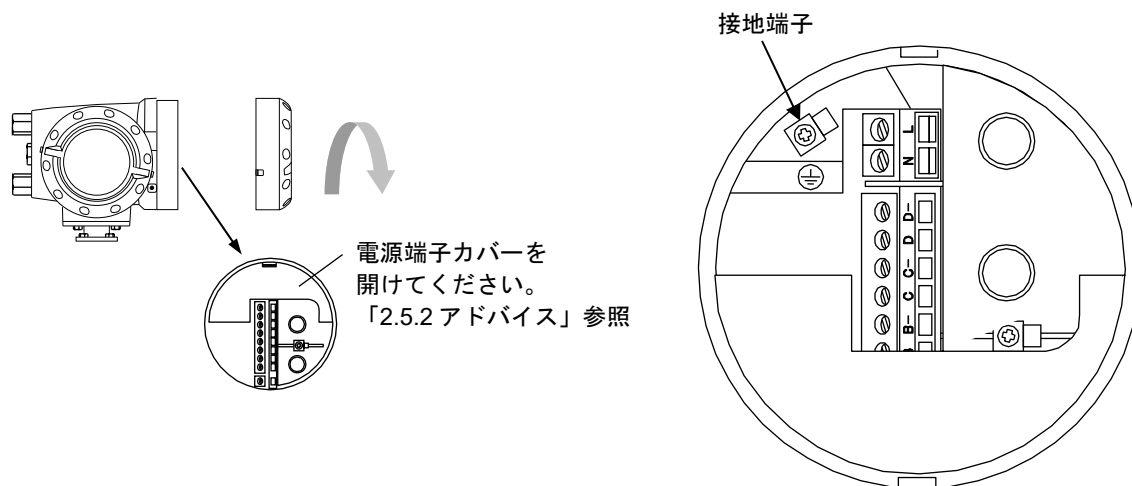 接地端子
電源端子カバーを
開けてください。
「2.5.2 アドバイス」参照
L
N
D-
D
C-
C
B-